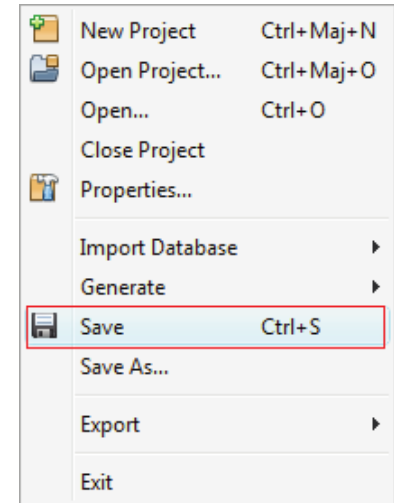 New Project Ctrl+Maj+N
Open Project... Ctrl+Maj+O
Open... Ctrl+O
Close Project
Properties...
Import Database
Generate
Save Ctrl+S
Save As...
Export
Exit